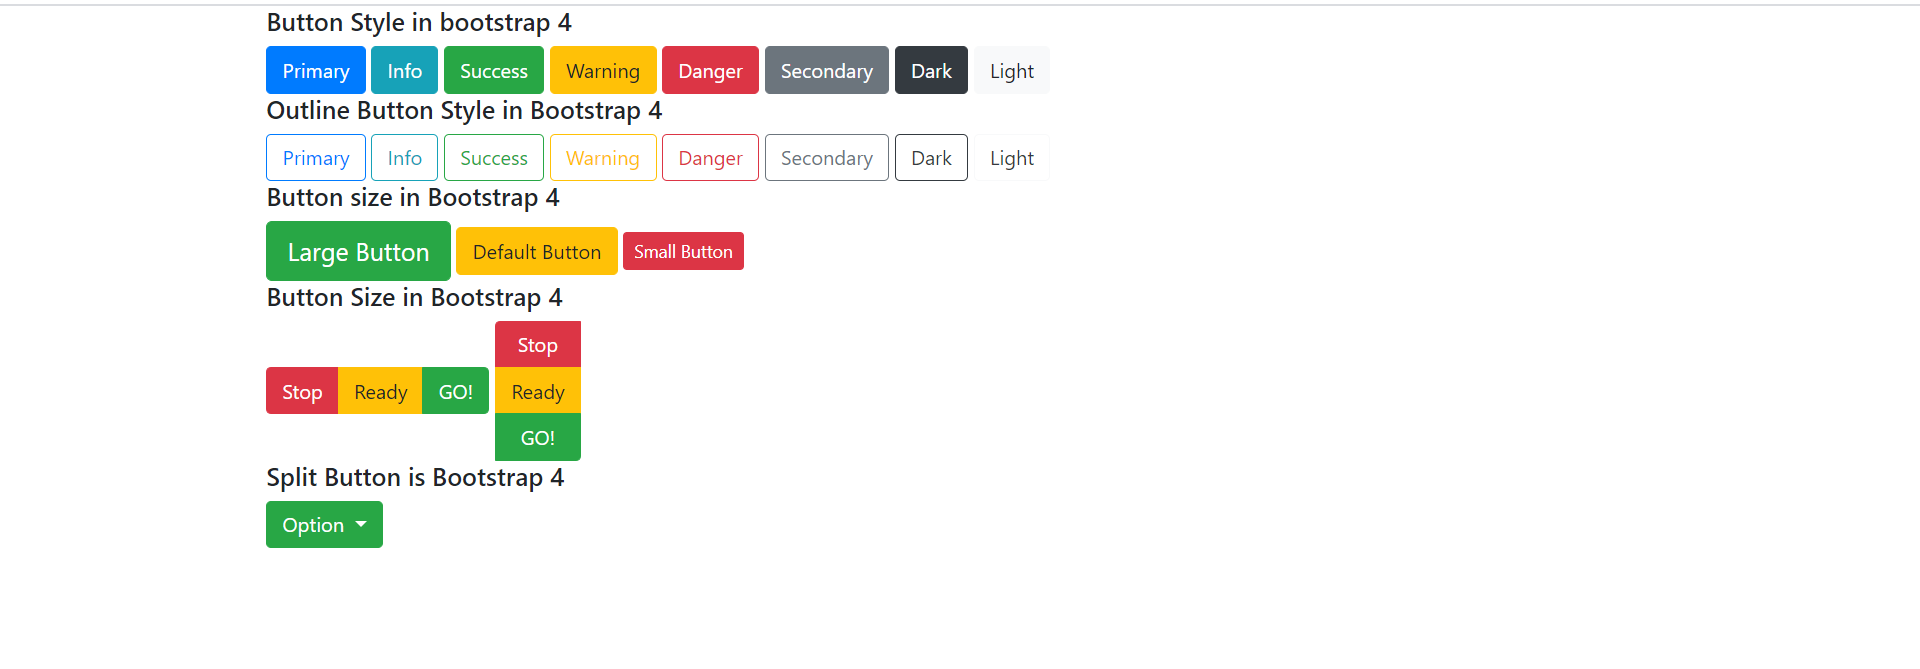 Button Style in bootstrap 4
Primary Info Success Warning Danger Secondary Dark Light
Outline Button Style in Bootstrap 4
Primary Info Success Warning Danger Secondary Dark Light
Button size in Bootstrap 4
Large Button Default Button Small Button
Button Size in Bootstrap 4
Stop
Stop Ready GO! Ready
GO!
Split Button is Bootstrap 4
Option